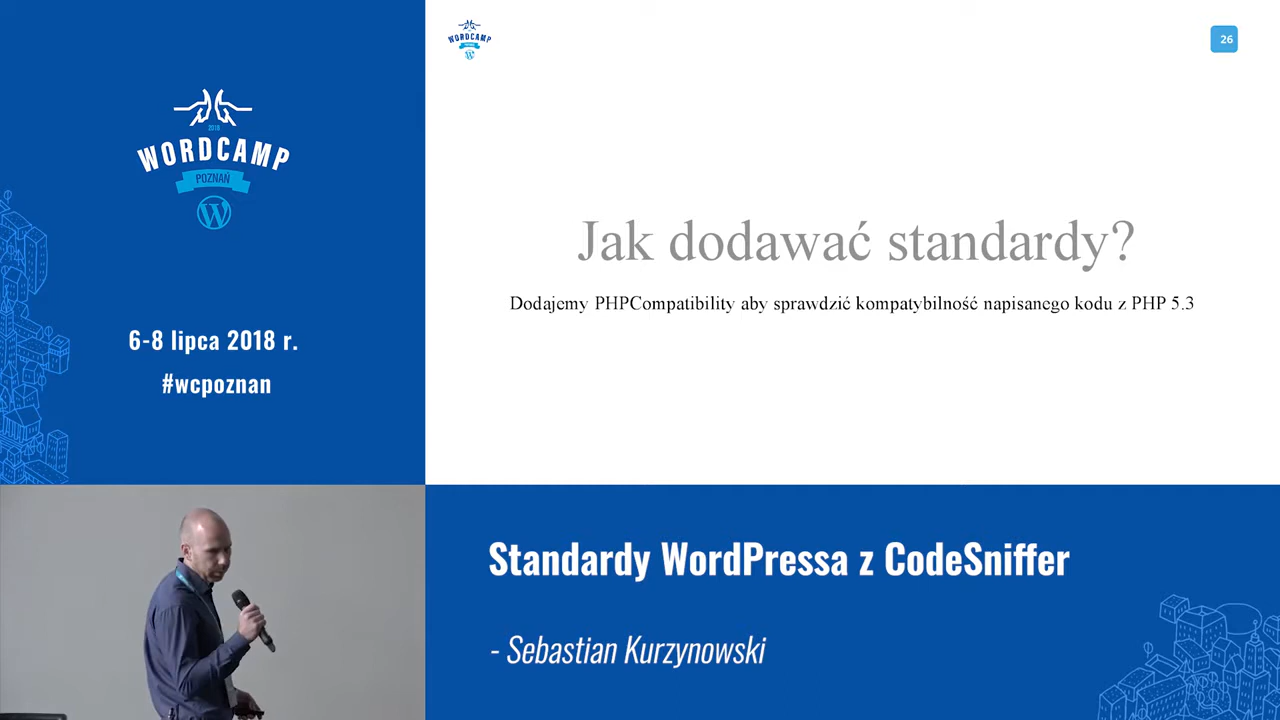 2018
WORDCAMP
POZNAŃ
6-8 lipca 2018 r.
#wcpoznan
WORDCAMP
26
Jak dodawać standardy?
Dodajemy PHPCompatibility aby sprawdzić kompatybilność napisanego kodu z PHP 5.3
Standardy WordPressa z CodeSniffer
- Sebastian Kurzynowski